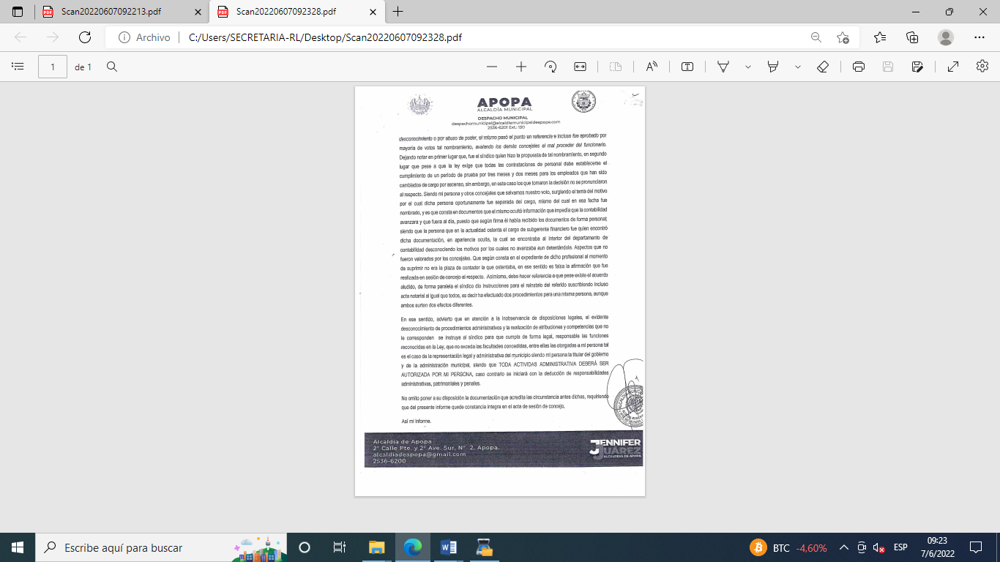 Scan20220607092213.pdf
Scan20220607092328.pdf
Archivo
C:/Users/SECRETARIA-RL/Desktop/Scan20220607092328.pdf
1 de 1
APOPA
ALCALDÍA MUNICIPAL
DESPACHO MUNICIPAL
despachomunicipal@alcaldiamunicipaldeapopa.com
2536-6201 Ext.: 130
desconocimiento o por abuso de poder, el mismo pasó el punto en referencia e incluso fue aprobado por
mayoría de votos tal nombramiento, avalando los demás concejales el mal proceder del funcionario.
Dejando notar en primer lugar que, fue el síndico quien hizo la propuesta de tal nombramiento, en segundo
lugar que pese a que la ley exige que todas las contrataciones de personal debe establecerse el
cumplimiento de un período de prueba por tres meses y dos meses para los empleados que han sido
cambiados de cargo por ascenso, sin embargo, en este caso los que tomaron la decisión no se pronunciaron
al respecto. Siendo mi persona y otros concejales que salvamos nuestro voto, surgiendo el tema del motivo
por el cual dicha persona oportunamente fue separada del cargo, mismo del cual en esa fecha fue
nombrado, y es que consta en documentos que el mismo ocultó información que impedía que la contabilidad
avanzara y que fuera al día, puesto que según firma él había recibido los documentos de forma personal;
siendo que la persona que en la actualidad ostenta el cargo de subgerente financiero fue quien encontró
dicha documentación, en apariencia oculta, la cual se encontraba al interior del departamento de
contabilidad desconociendo los motivos por los cuales no avanzaba aun detentándola. Aspectos que no
fueron valorados por los concejales. Que según consta en el expediente de dicho profesional al momento
de suprimir no era la plaza de contador la que ostentaba, en ese sentido es falsa la afirmación que fue
realizada en sesión de concejo al respecto. Asimismo, debo hacer referencia a que pese existe el acuerdo
aludido, de forma paralela el síndico dio instrucciones para el reinstalo del referido suscribiendo incluso
acta notarial al igual que todos, es decir ha efectuado dos procedimientos para una misma persona, aunque
ambos surten dos efectos diferentes.
En ese sentido, advierto que en atención a la inobservancia de disposiciones legales, el evidente
desconocimiento de procedimientos administrativos y la realización de atribuciones y competencias que no
le corresponden se instruya al síndico para que cumpla de forma legal, responsable las funciones
reconocidas en la Ley, que no exceda las facultades concedidas, entre ellas las otorgadas a mi persona tal
es el caso de la representación legal y administrativa del municipio siendo mi persona la titular del gobierno
y de la administración municipal, siendo que TODA ACTIVIDAS ADMINISTRATIVA DEBERÁ SER
AUTORIZADA POR MI PERSONA, caso contrario se iniciará con la deducción de responsabilidades
administrativas, patrimoniales y penales.
No omito poner a su disposición la documentación que acredita las circunstancia antes dichas, requiriendo
que del presente informe quede constancia íntegra en el acta de sesión de concejo,
Así mi informe.
Alcaldía de Apopa
2° Calle Pte. y 2° Ave. Sur, N° 2, Apopa.
alcaldiadeapopa@gmail.com
2536-6200
JENNIFER
JUÁREZ
ALCALDESA DE APOPA
Escribe aquí para buscar
BTC -4,60%
ESP
09:23
7/6/2022